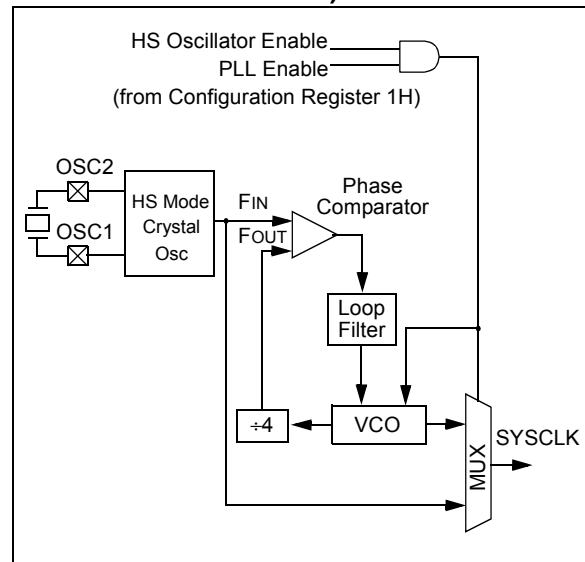 HS Oscillator Enable
PLL Enable
(from Configuration Register 1H)
OSC2
OSC1
HS Mode
Crystal
Osc
FIN
FOUT
Phase
Comparator
Loop
Filter
÷4
VCO
MUX
SYSCLK